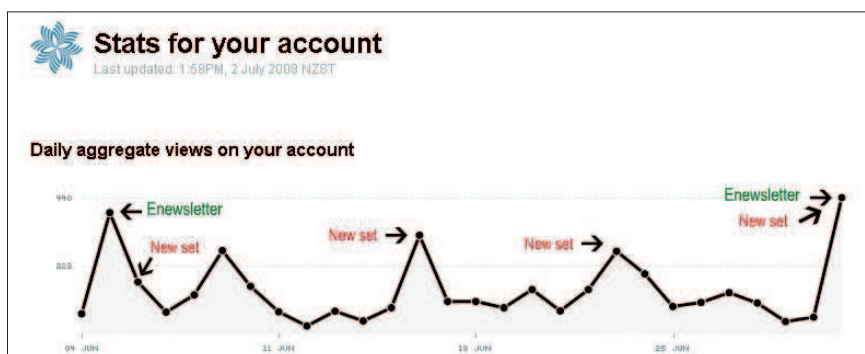 Stats for your account
Last updated: 1:58PM, 2 July 2008 NZST
Daily aggregate views on your account
440
Enewsletter
Enewsletter
New set
New set
New set
New set
04 JUN
11 JUN
18 JUN
25 JUN